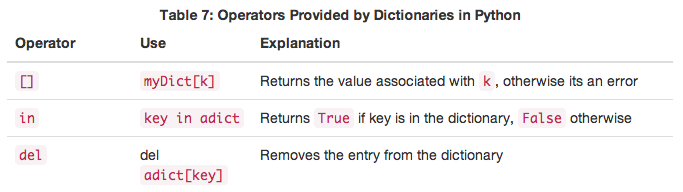 Table 7: Operators Provided by Dictionaries in Python
Operator Use Explanation
[] myDict[k] Returns the value associated with k, otherwise its an error
in key in adict Returns True if key is in the dictionary, False otherwise
del del Removes the entry from the dictionary
adict[key]